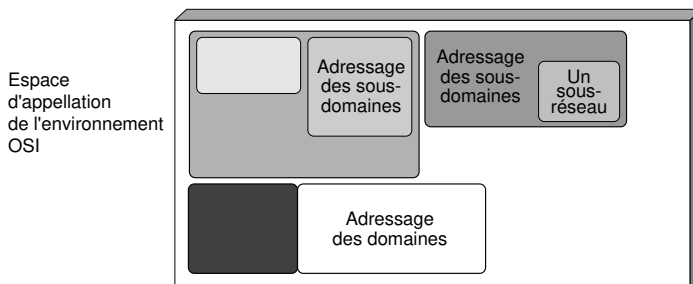 Espace
d'appellation
de l'environnement
OSI
Adressage
des sous-
domaines
Adressage
des sous-
domaines
Un
sous-
réseau
Adressage
des domaines